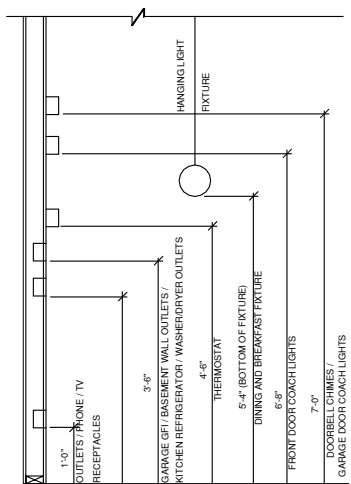 HANGING LIGHT
FIXTURE
1'-0"
OUTLETS / PHONE / TV
RECEPTACLES
3'-6"
GARAGE GFI / BASEMENT WALL OUTLETS /
KITCHEN REFRIGERATOR / WASHER/DRYER OUTLETS
4'-6"
THERMOSTAT
5'-4" (BOTTOM OF FIXTURE)
DINING AND BREAKFAST FIXTURE
6'-8"
FRONT DOOR COACH LIGHTS
7'-0"
DOORBELL CHIMES /
GARAGE DOOR COACH LIGHTS